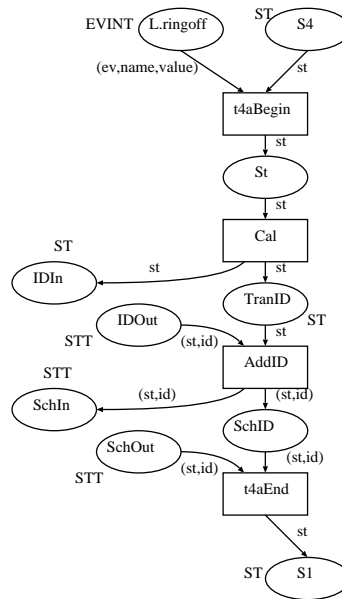 EVINT
L.ringoff
ST
S4
(ev,name,value)
st
t4aBegin
st
St
st
Cal
ST
st
st
IDIn
TranID
IDOut
ST
st
STT
(st,id)
AddID
STT
(st,id)
(st,id)
SchIn
SchID
SchOut
(st,id)
STT
(st,id)
t4aEnd
st
ST
S1